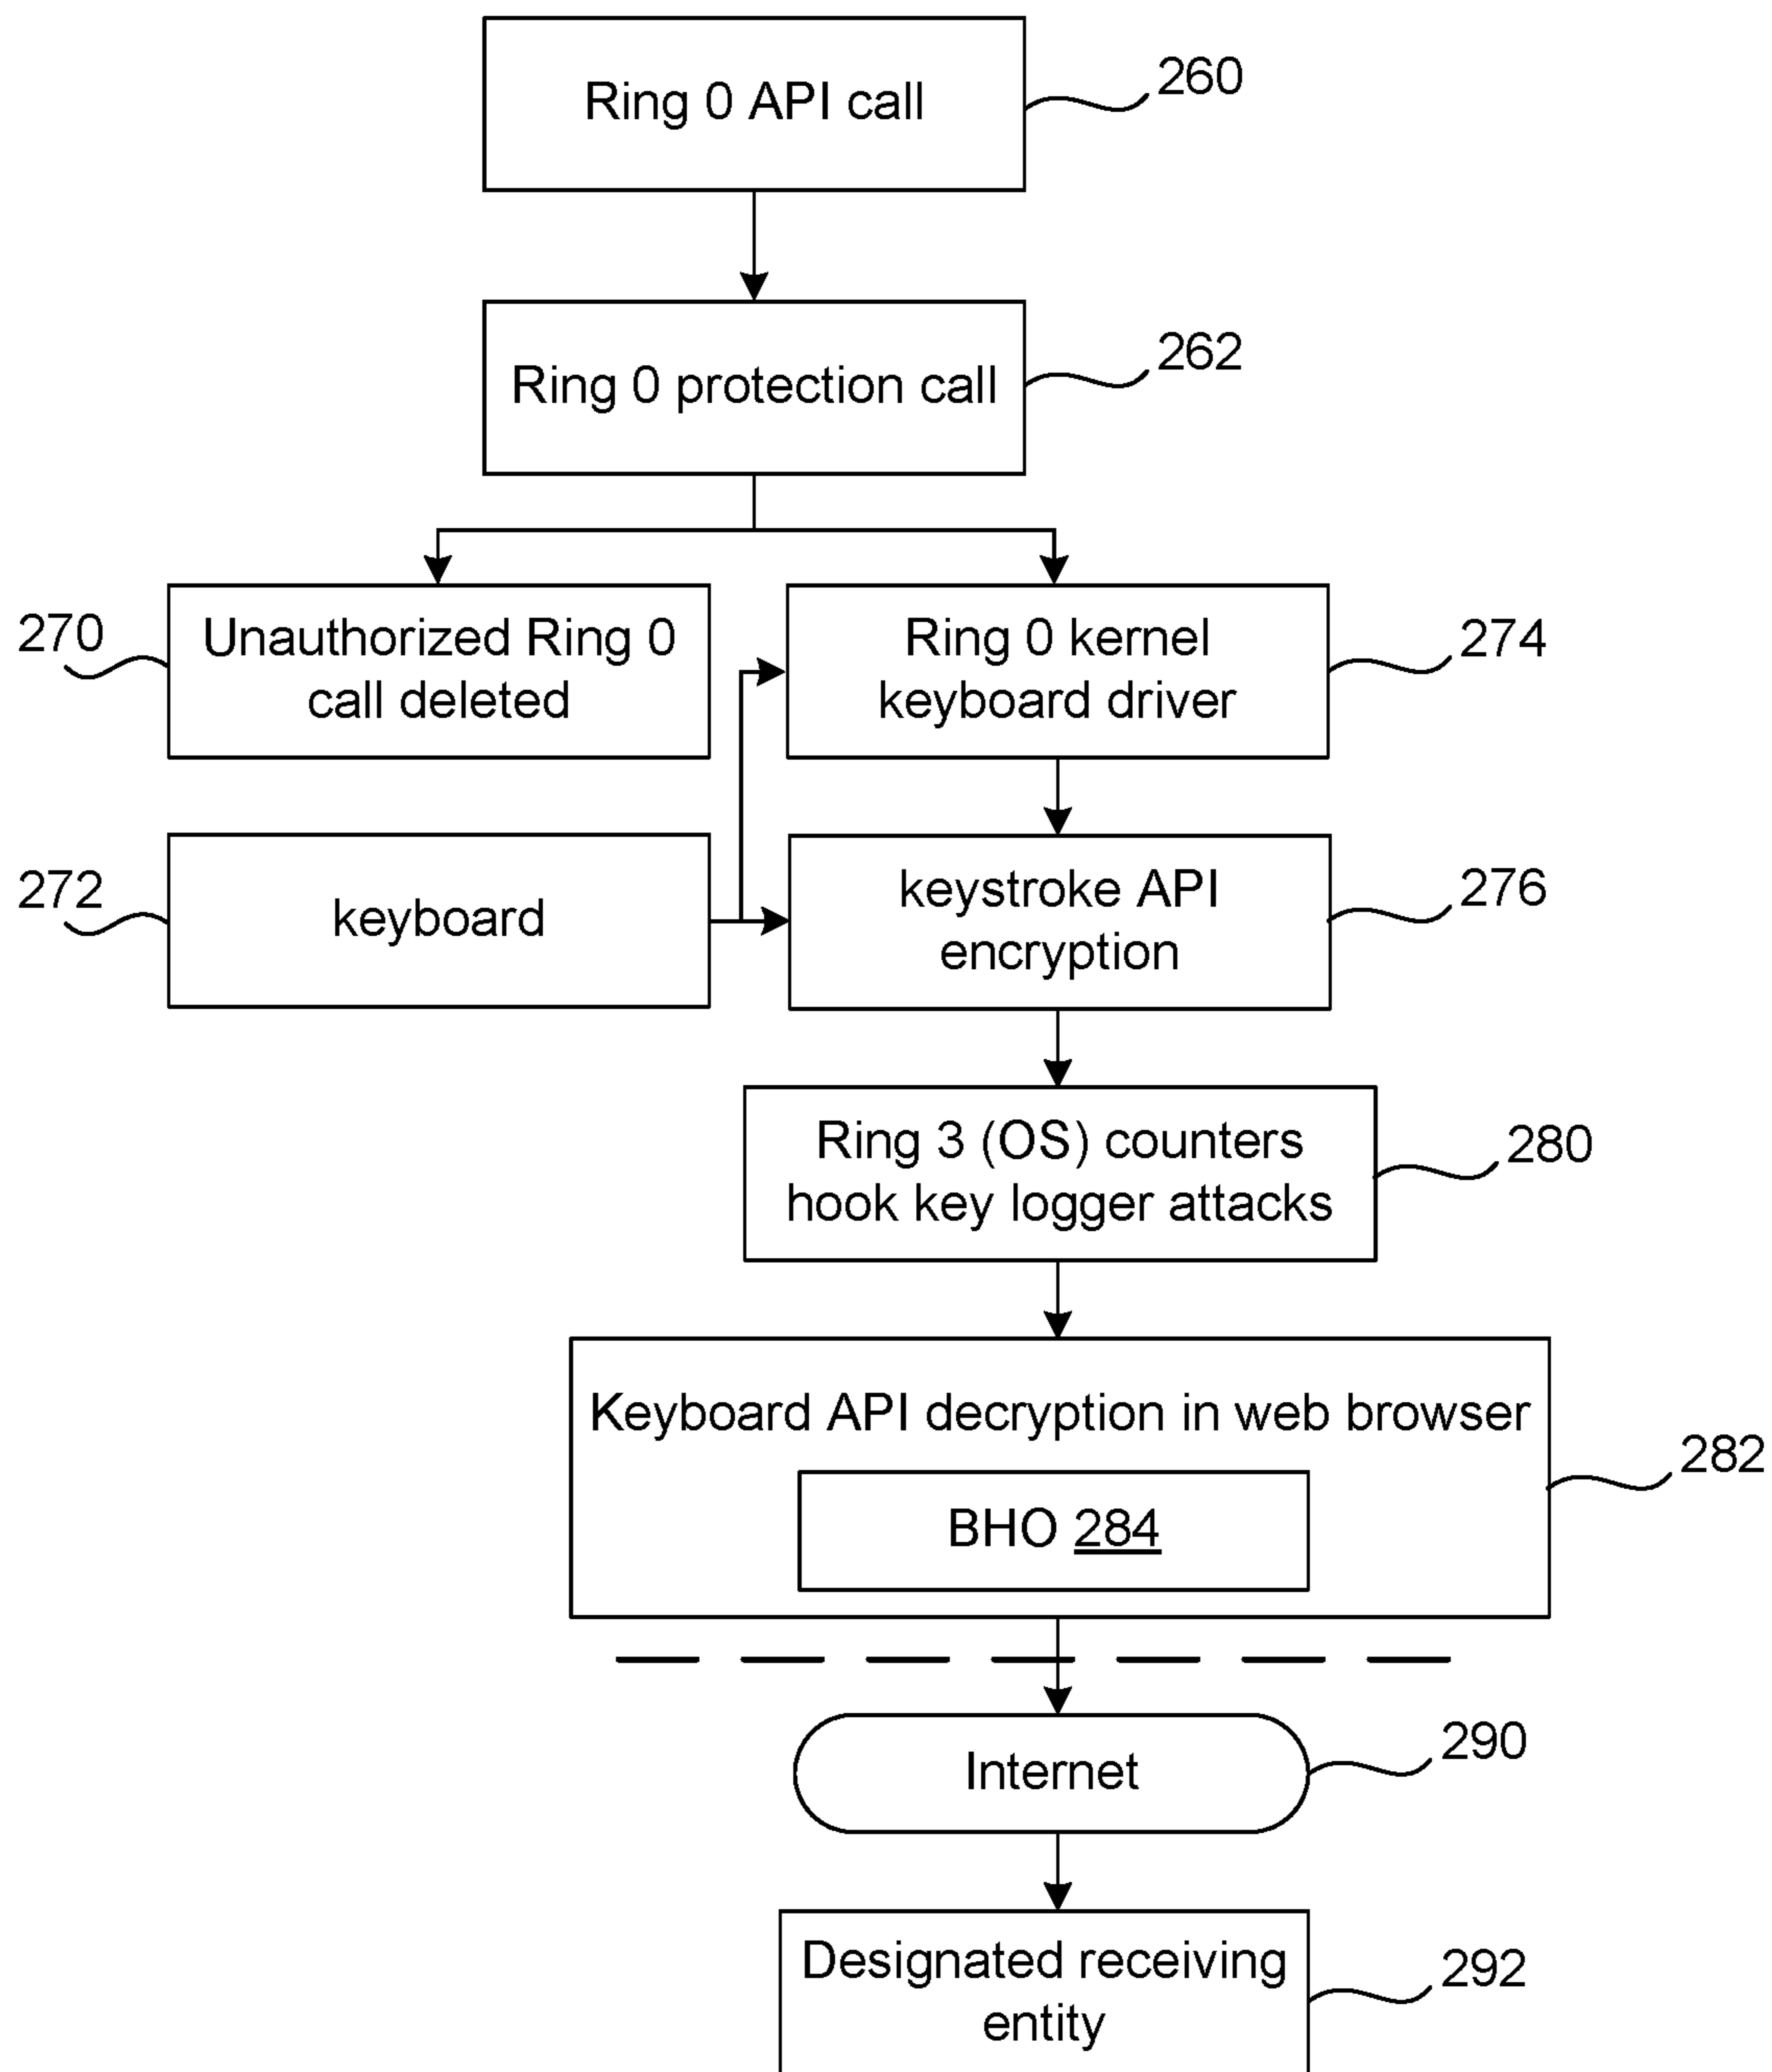 Ring 0 API call
260
Ring 0 protection call
262
270
Unauthorized Ring 0
call deleted
Ring 0 kernel
keyboard driver
274
272
keyboard
keystroke API
encryption
276
Ring 3 (OS) counters
hook key logger attacks
280
Keyboard API decryption in web browser
282
BHO 284
Internet
290
Designated receiving
entity
292